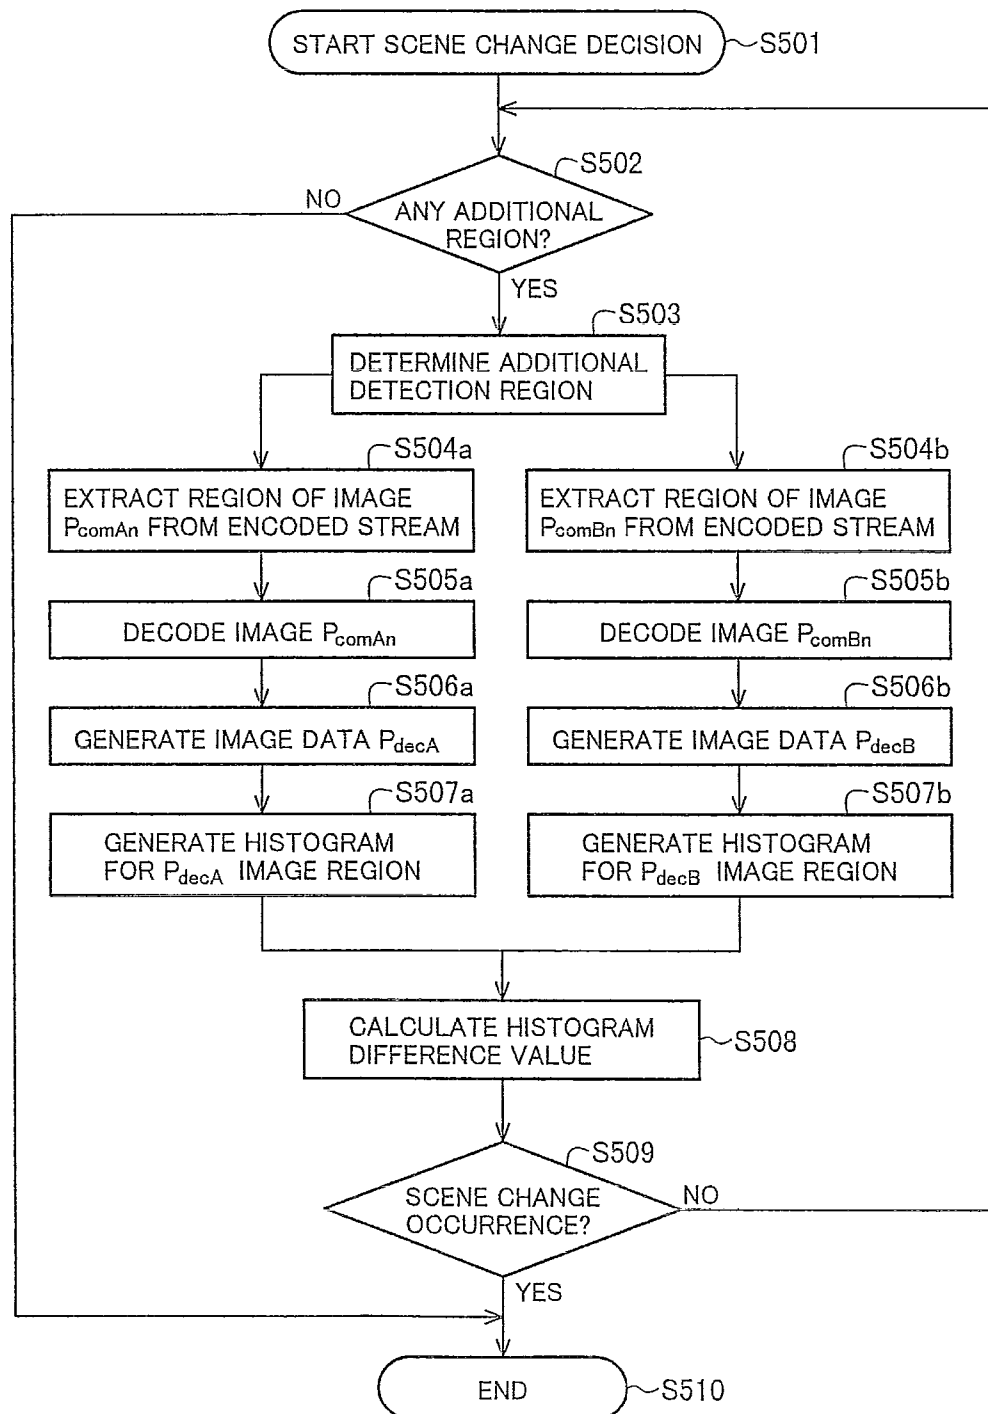 START SCENE CHANGE DECISION
S501
S502
NO
ANY ADDITIONAL
REGION?
YES
S503
DETERMINE ADDITIONAL
DETECTION REGION
S504a
EXTRACT REGION OF IMAGE
PcomAn FROM ENCODED STREAM
S504b
EXTRACT REGION OF IMAGE
PcomBn FROM ENCODED STREAM
S505a
DECODE IMAGE PcomAn
S505b
DECODE IMAGE PcomBn
S506a
GENERATE IMAGE DATA PdecA
S506b
GENERATE IMAGE DATA PdecB
S507a
GENERATE HISTOGRAM
FOR PdecA IMAGE REGION
S507b
GENERATE HISTOGRAM
FOR PdecB IMAGE REGION
CALCULATE HISTOGRAM
DIFFERENCE VALUE
S508
S509
SCENE CHANGE
OCCURRENCE?
NO
YES
END
S510